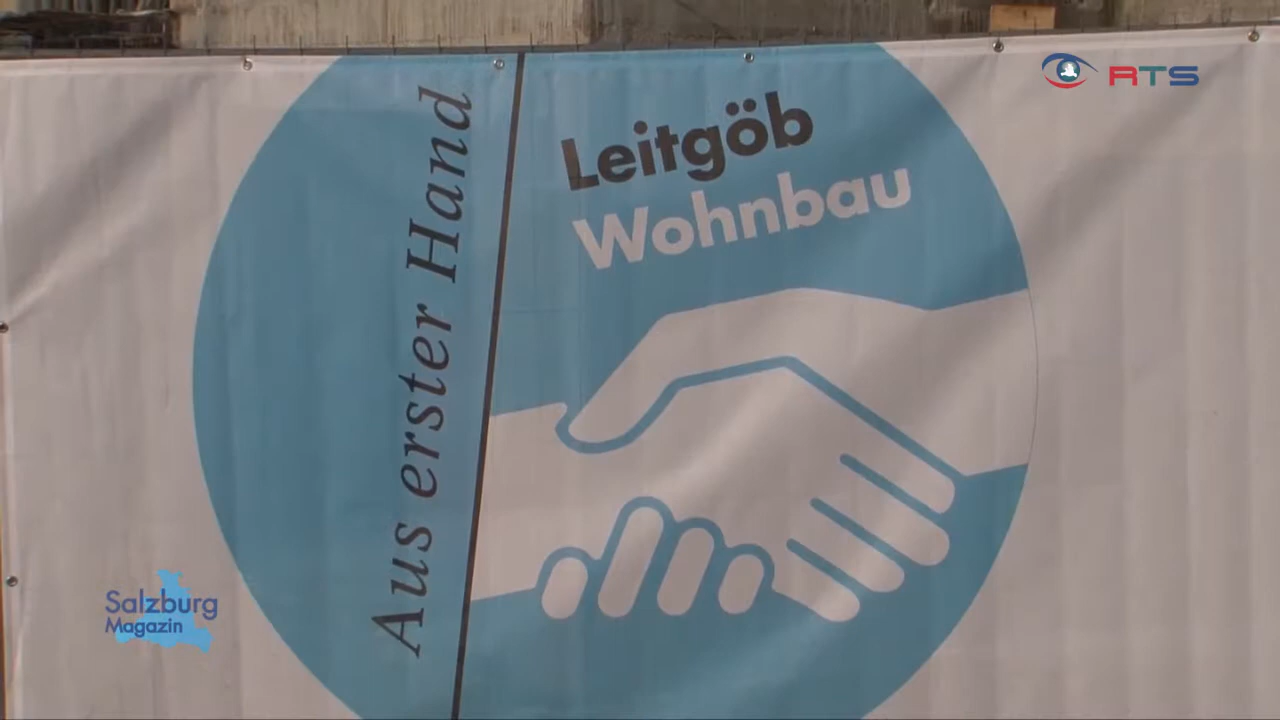 RTS
Leitgöb
Wohnbau
Aus erster Hand
Salzburg
Magazin